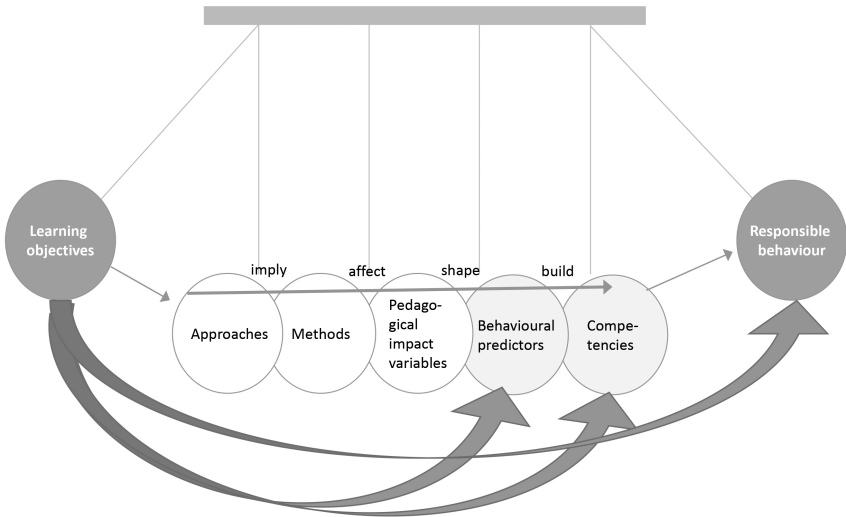 Learning
objectives
Responsible
behaviour
imply
affect
shape
build
Approaches
Methods
Pedago-
gical
impact
variables
Behavioural
predictors
Compe-
tencies